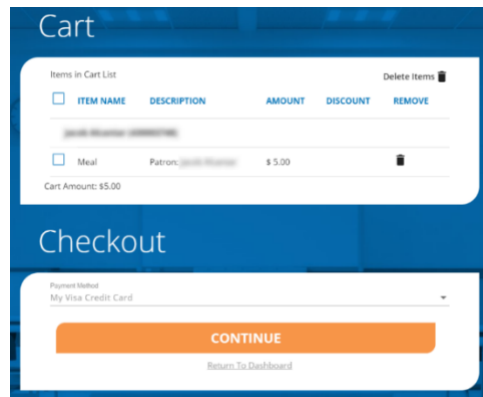 Cart
Items in Cart List Delete Items
ITEM NAME DESCRIPTION AMOUNT DISCOUNT REMOVE
Meal Patron: $ 5.00
Cart Amount: $5.00
Checkout
Payment Method
My Visa Credit Card
CONTINUE
Return To Dashboard